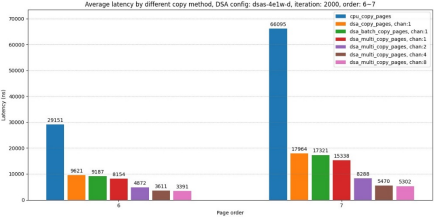 Average latency by different copy method, DSA config: dsas-4e1w-d, iteration: 2000, order: 6~7
Latency (ns)
70000
60000
50000
40000
30000
20000
10000
0
cpu_copy_pages
dsa_copy_pages, chan:1
dsa_batch_copy_pages, chan:1
dsa_multi_copy_pages, chan:1
dsa_multi_copy_pages, chan:2
dsa_multi_copy_pages, chan:4
dsa_multi_copy_pages, chan:8
29151
9621
9187
8154
4872
3611
3391
66095
17964
17321
15338
8288
5470
5302
6
7
Page order